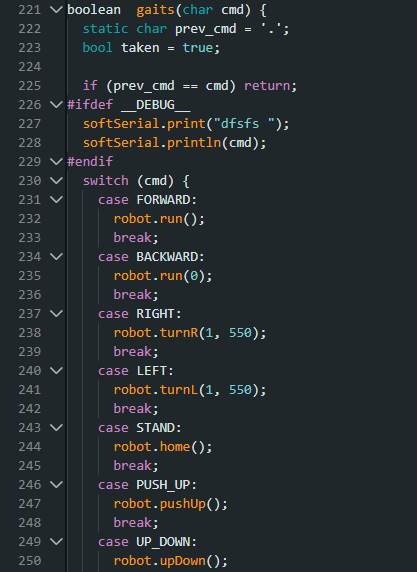 221 boolean  gaits(char cmd) {
222   static char prev_cmd = '.';
223   bool taken = true;
224
225   if (prev_cmd == cmd) return;
226 #ifdef __DEBUG__
227   softSerial.print("dfsfs ");
228   softSerial.println(cmd);
229 #endif
230   switch (cmd) {
231     case FORWARD:
232       robot.run();
233       break;
234     case BACKWARD:
235       robot.run(0);
236       break;
237     case RIGHT:
238       robot.turnR(1, 550);
239       break;
240     case LEFT:
241       robot.turnL(1, 550);
242       break;
243     case STAND:
244       robot.home();
245       break;
246     case PUSH_UP:
247       robot.pushUp();
248       break;
249     case UP_DOWN:
250       robot.upDown();